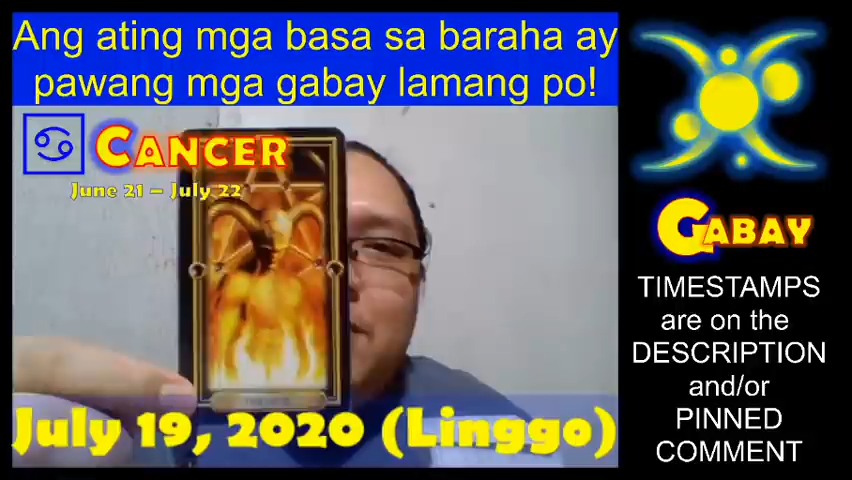 Ang ating mga basa sa baraha ay
pawang mga gabay lamang po!
CANCER
June 21 – July 22
July 19, 2020 (Linggo)
GABAY
TIMESTAMPS
are on the
DESCRIPTION
and/or
PINNED
COMMENT